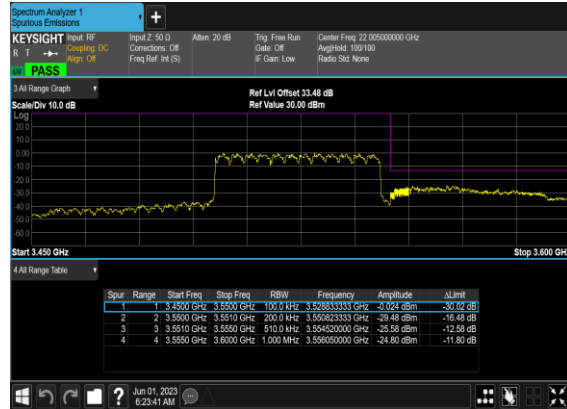 Spectrum Analyzer 1
Spurious Emissions
KEYSIGHT Input: RF Input Z: 50 Ω Atten: 20 dB Trig: Free Run Center Freq: 22.005000000 GHz
R T Coupling: DC Corrections: Off Gate: Off Avg|Hold: 100/100
Align: Off Freq Ref: Int (S) IF Gain: Low Radio Std: None
PASS
3 All Range Graph
Ref Lvl Offset 33.48 dB
Scale/Div 10.0 dB Ref Value 30.00 dBm
Log
20.0
10.0
0.00
-10.0
-20.0
-30.0
-40.0
-50.0
-60.0
Start 3.450 GHz Stop 3.600 GH
4 All Range Table
Spur Range Start Freq Stop Freq RBW Frequency Amplitude ΔLimit
1 1 3.4500 GHz 3.5500 GHz 100.0 kHz 3.528833333 GHz -0.024 dBm -30.02 dB
2 2 3.5500 GHz 3.5510 GHz 200.0 kHz 3.550823333 GHz -29.48 dBm -16.48 dB
3 3 3.5510 GHz 3.5550 GHz 510.0 kHz 3.554520000 GHz -25.58 dBm -12.58 dB
4 4 3.5550 GHz 3.6000 GHz 1.000 MHz 3.556050000 GHz -24.80 dBm -11.80 dB
? Jun 01, 2023
6:23:41 AM